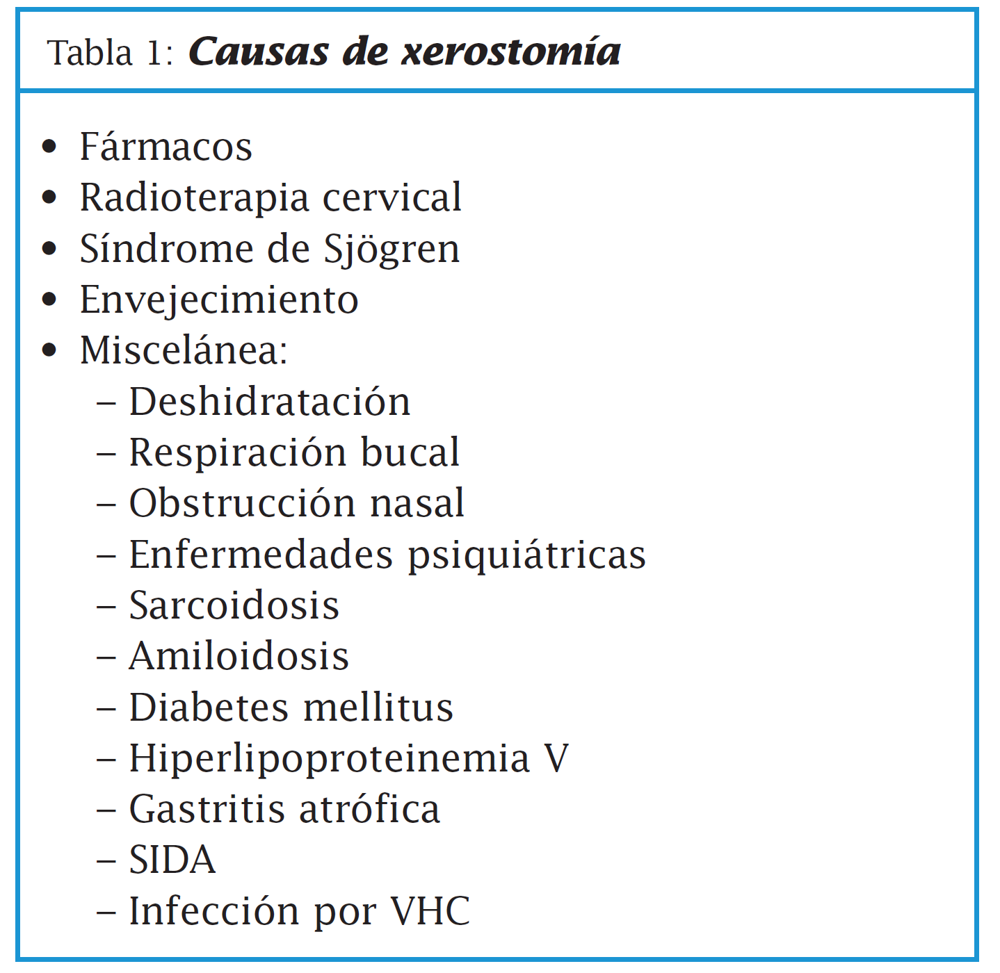 Tabla 1: Causas de xerostomía
• Fármacos
• Radioterapia cervical
• Síndrome de Sjögren
• Envejecimiento
• Miscelánea:
– Deshidratación
– Respiración bucal
– Obstrucción nasal
– Enfermedades psiquiátricas
– Sarcoidosis
– Amiloidosis
– Diabetes mellitus
– Hiperlipoproteinemia V
– Gastritis atrófica
– SIDA
– Infección por VHC